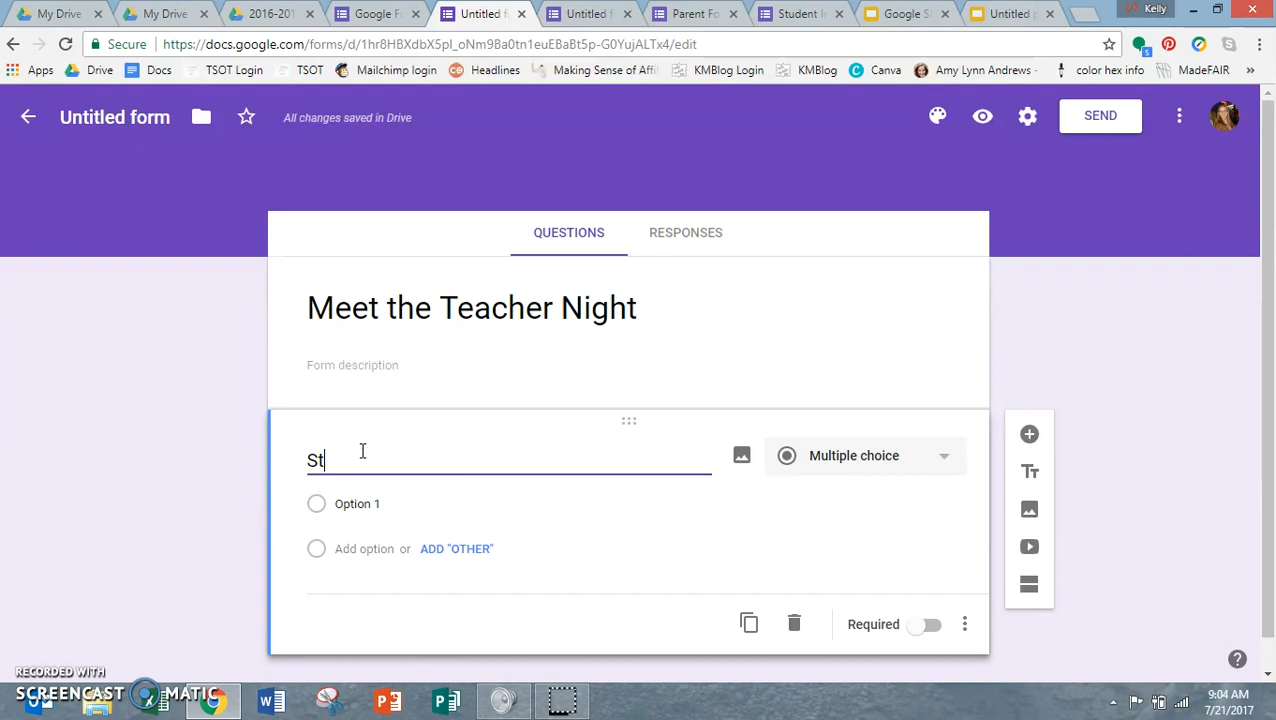 My Drive
My Drive
2016-201
Google Fo
Untitled f
Untitled f
Parent Fo
Student I
Google Sl
Untitled p
Kelly
Secure
https://docs.google.com/forms/d/1hr8HBXdbX5pI_oNm9Ra0tn1euEBaBt5p-G0YujALTx4/edit
Apps
Drive
Docs
TSOT Login
TSOT
Mailchimp login
Headlines
Making Sense of Affil
KMBlog Login
KMBlog
Canva
Amy Lynn Andrews -
color hex info
MadeFAIR
Untitled form
All changes saved in Drive
SEND
QUESTIONS
RESPONSES
Meet the Teacher Night
Form description
St
Multiple choice
Option 1
Add option or ADD "OTHER"
Required
RECORDED WITH
SCREENCAST MATIC
9:04 AM
7/21/2017